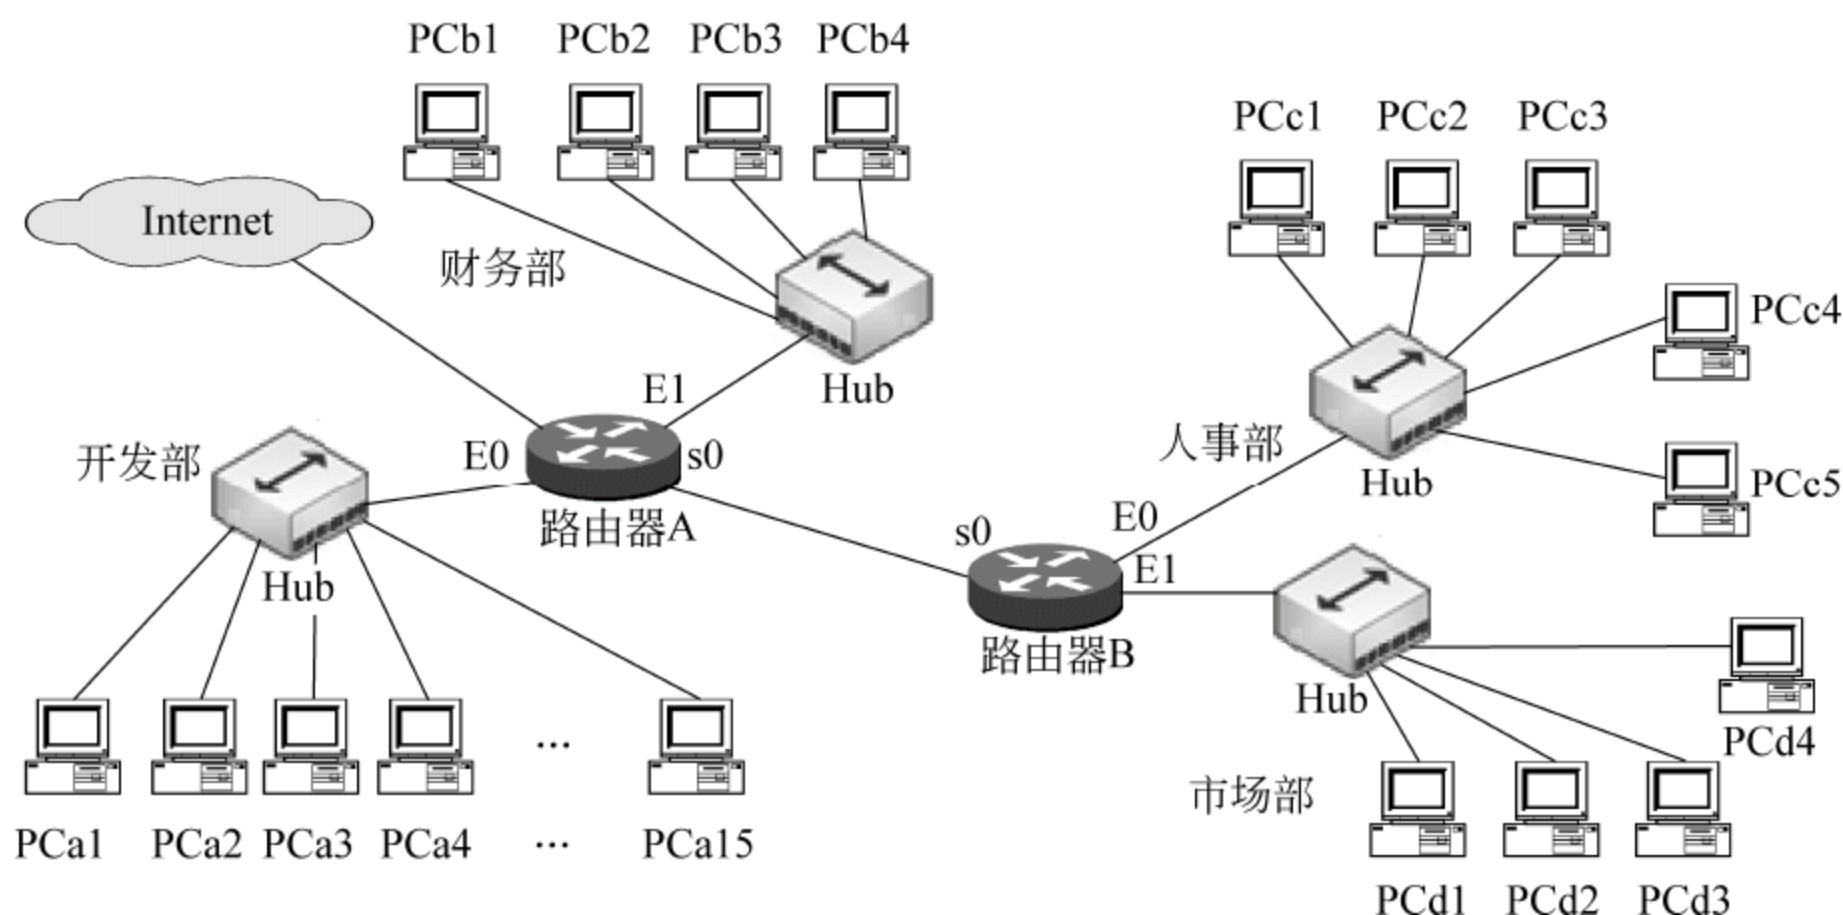 PCb1 PCb2 PCb3 PCb4
PCc1 PCc2 PCc3
Internet
财务部
PCc4
E1
Hub
开发部
E0
s0
人事部
Hub
PCc5
路由器A
s0
E0
E1
Hub
路由器B
Hub
PCd4
...
市场部
PCa1 PCa2 PCa3 PCa4 ... PCa15
PCd1 PCd2 PCd3